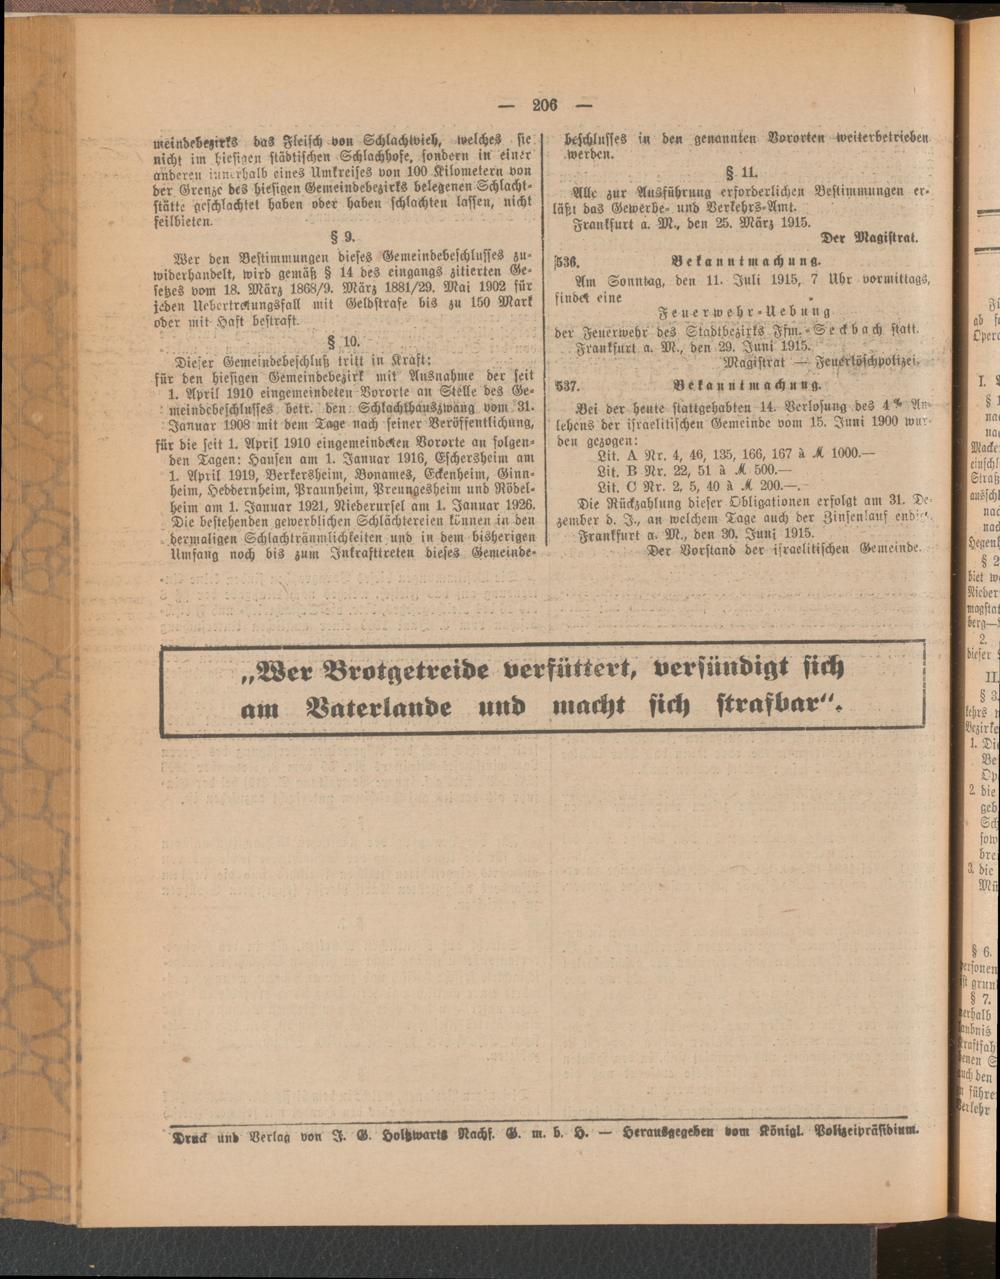 — 206 —
meindebezirks das Fleisch von Schlachtvieh, welches sie
nicht im hiesigen städtischen Schlachhofe, sondern in einer
anderen innerhalb eines Umkreises von 100 Kilometern von
der Grenze des hiesigen Gemeindebezirks belegenen Schlacht-
stätte geschlachtet haben oder haben schlachten lassen, nicht
feilbieten.
§ 9.
Wer den Bestimmungen dieses Gemeindebeschlusses zu-
widerhandelt, wird gemäß § 14 des eingangs zitierten Ge-
setzes vom 18. März 1868/9. März 1881/29. Mai 1902 für
jeden Uebertretungsfall mit Geldstrafe bis zu 150 Mark
oder mit Haft bestraft.
§ 10.
Dieser Gemeindebeschluß tritt in Kraft:
für den hiesigen Gemeindebezirk mit Ausnahme der seit
1. April 1910 eingemeindeten Vororte an Stelle des Ge-
meindebeschlusses betr. den Schlachthauszwang vom 31.
Januar 1908 mit dem Tage nach seiner Veröffentlichung,
für die seit 1. April 1910 eingemeindeten Vororte an folgen-
den Tagen: Hausen am 1. Januar 1916, Eschersheim am
1. April 1919, Berkersheim, Bonames, Eckenheim, Ginn-
heim, Heddernheim, Praunheim, Preungesheim und Rödel-
heim am 1. Januar 1921, Niederursel am 1. Januar 1926.
Die bestehenden gewerblichen Schlächtereien können in den
dermaligen Schlachträumlichkeiten und in dem bisherigen
Umfang noch bis zum Inkrafttreten dieses Gemeinde-
beschlusses in den genannten Vororten weiterbetrieben
werden.
§ 11.
Alle zur Ausführung erforderlichen Bestimmungen er-
läßt das Gewerbe- und Verkehrs-Amt.
Frankfurt a. M., den 25. März 1915.
Der Magistrat.
536. Bekanntmachung.
Am Sonntag, den 11. Juli 1915, 7 Uhr vormittags,
findet eine
Feuerwehr-Uebung
der Feuerwehr des Stadtbezirks Ffm.-Seckbach statt.
Frankfurt a. M., den 29. Juni 1915.
Magistrat — Feuerlöschpolizei.
537. Bekanntmachung.
Bei der heute stattgehabten 14. Verlosung des 4% An-
lehens der israelitischen Gemeinde vom 15. Juni 1900 wur-
den gezogen:
Lit. A Nr. 4, 46, 135, 166, 167 à ℳ 1000.—
Lit. B Nr. 22, 51 à ℳ 500.—
Lit. C Nr. 2, 5, 40 à ℳ 200.—.
Die Rückzahlung dieser Obligationen erfolgt am 31. De-
zember d. J., an welchem Tage auch der Zinsenlauf endigt.
Frankfurt a. M., den 30. Juni 1915.
Der Vorstand der israelitischen Gemeinde.
„Wer Brotgetreide verfüttert, versündigt sich
am Vaterlande und macht sich strafbar“.
Druck und Verlag von J. G. Holtzwarts Nachf. G. m. b. H. — Herausgegeben vom Königl. Polizeipräsidium.